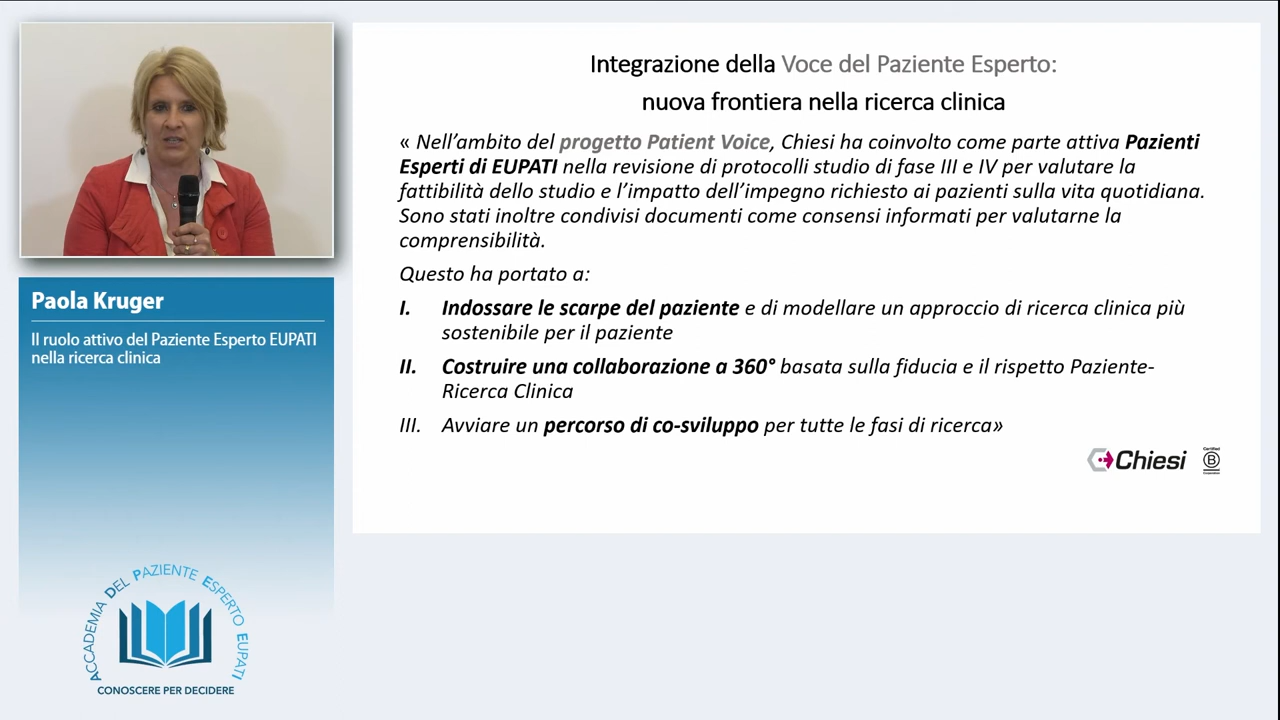 Integrazione della Voce del Paziente Esperto:
nuova frontiera nella ricerca clinica
« Nell'ambito del progetto Patient Voice, Chiesi ha coinvolto come parte attiva Pazienti
Esperti di EUPATI nella revisione di protocolli studio di fase III e IV per valutare la
fattibilità dello studio e l'impatto dell'impegno richiesto ai pazienti sulla vita quotidiana.
Sono stati inoltre condivisi documenti come consensi informati per valutarne la
comprensibilità.
Questo ha portato a:
I. Indossare le scarpe del paziente e di modellare un approccio di ricerca clinica più
sostenibile per il paziente
II. Costruire una collaborazione a 360° basata sulla fiducia e il rispetto Paziente-
Ricerca Clinica
III. Avviare un percorso di co-sviluppo per tutte le fasi di ricerca»
Chiesi
Certified
B
Paola Kruger
Il ruolo attivo del Paziente Esperto EUPATI
nella ricerca clinica
ACCADEMIA DEL PAZIENTE ESPERTO EUPATI
CONOSCERE PER DECIDERE